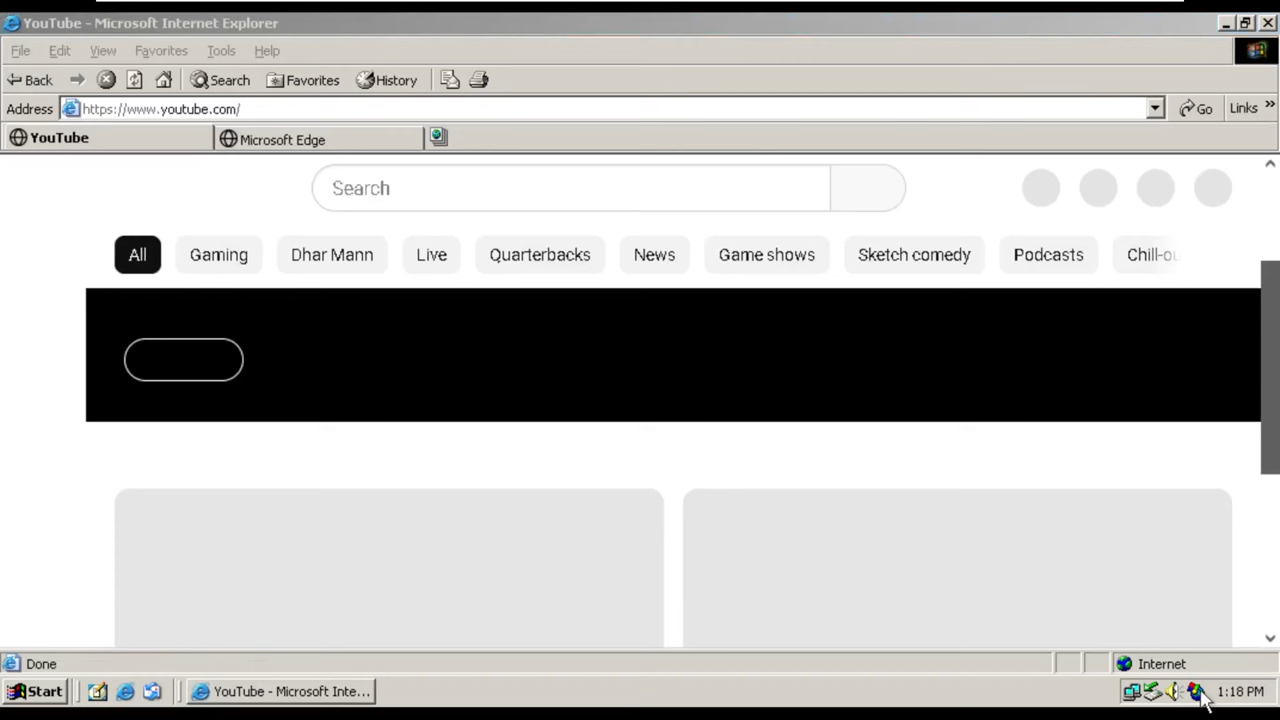 YouTube - Microsoft Internet Explorer
File Edit View Favorites Tools Help
Back Search Favorites History
Address https://www.youtube.com/ Go Links »
YouTube Microsoft Edge
Search
All Gaming Dhar Mann Live Quarterbacks News Game shows Sketch comedy Podcasts Chill-ou
Done Internet
Start YouTube - Microsoft Inte... 1:18 PM